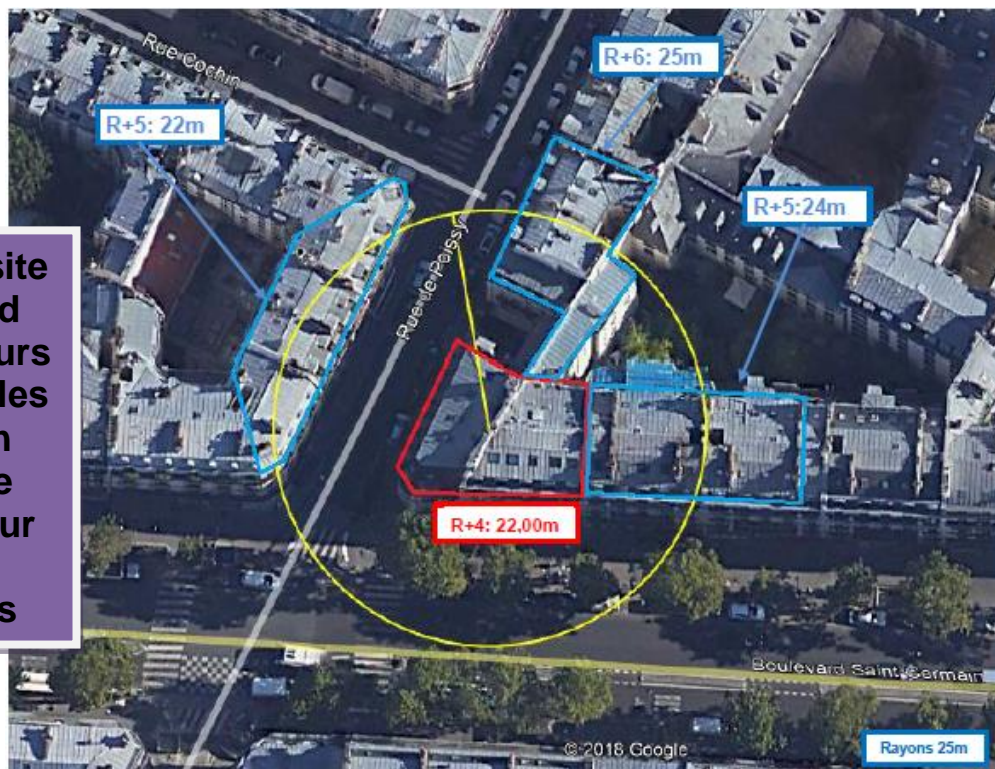 Rue Cochin
R+6: 25m
R+5: 22m
R+5:24m
Rue de Poissy
site
d
urs
les
n
e
ur
s
R+4: 22,00m
Boulevard Saint-Germain
© 2018 Google
Rayons 25m